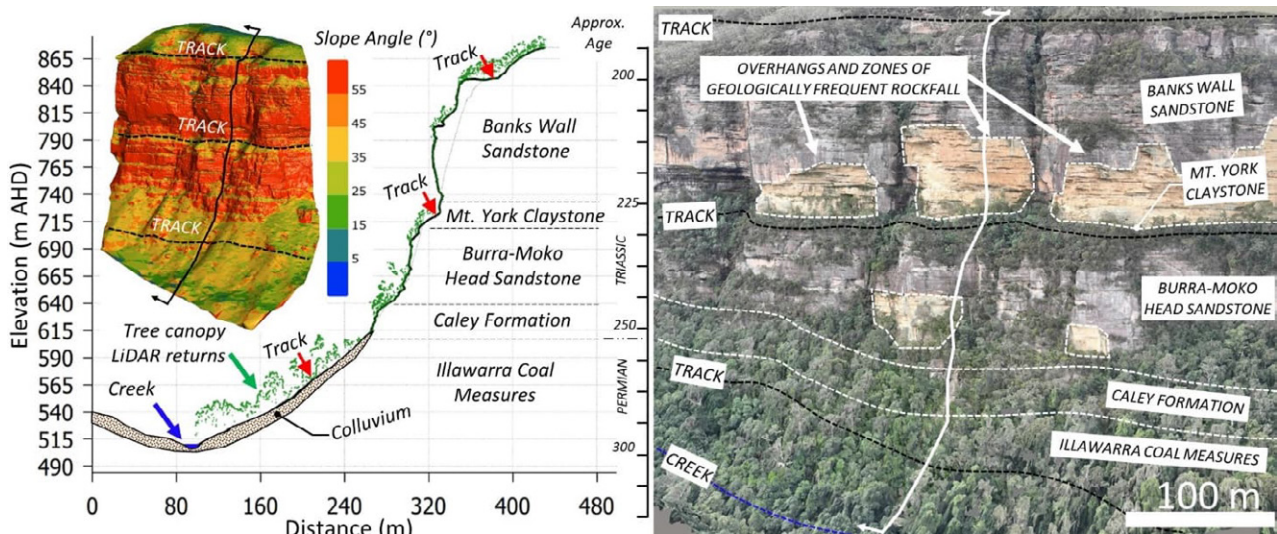 Elevation (m AHD)
865
840
815
790
765
740
715
690
665
640
615
590
565
540
515
490
0
80
160
240
320
400
480
Distance (m)
TRACK
TRACK
TRACK
Slope Angle (°)
55
45
35
25
15
5
Track
Track
Track
Tree canopy
LiDAR returns
Creek
Colluvium
Banks Wall
Sandstone
Mt. York Claystone
Burra-Moko
Head Sandstone
Caley Formation
Illawarra Coal
Measures
Approx.
Age
200
225
250
300
TRIASSIC
PERMIAN
TRACK
OVERHANGS AND ZONES OF
GEOLOGICALLY FREQUENT ROCKFALL
BANKS WALL
SANDSTONE
MT. YORK
CLAYSTONE
TRACK
BURRA-MOKO
HEAD SANDSTONE
TRACK
CALEY FORMATION
ILLAWARRA COAL MEASURES
CREEK
100 m